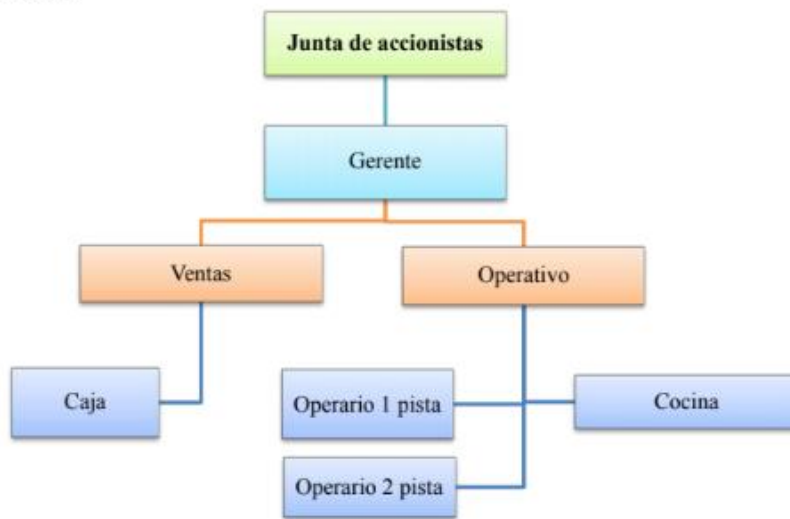 Junta de accionistas
Gerente
Ventas
Operativo
Caja
Operario 1 pista
Cocina
Operario 2 pista